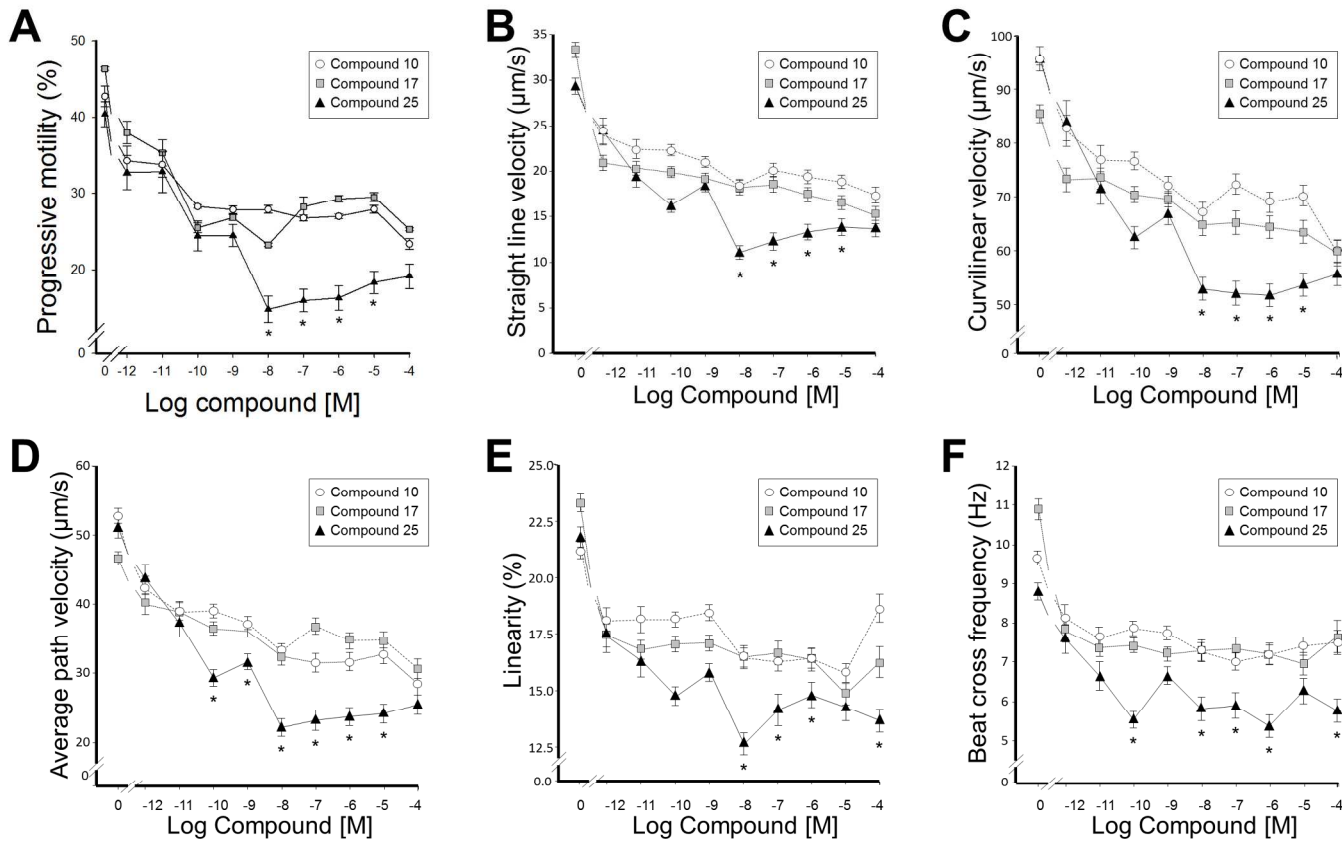 A
Progressive motility (%)
50
40
30
20
0
Compound 10
Compound 17
Compound 25
* * * *
0 -12 -11 -10 -9 -8 -7 -6 -5 -4
Log compound [M]
B
Straight line velocity (µm/s)
35
30
25
20
15
10
5
0
Compound 10
Compound 17
Compound 25
* * * *
0 -12 -11 -10 -9 -8 -7 -6 -5 -4
Log Compound [M]
C
Curvilinear velocity (µm/s)
100
90
80
70
60
50
0
Compound 10
Compound 17
Compound 25
* * * *
0 -12 -11 -10 -9 -8 -7 -6 -5 -4
Log Compound [M]
D
Average path velocity (µm/s)
60
50
40
30
20
0
Compound 10
Compound 17
Compound 25
* * * * * *
0 -12 -11 -10 -9 -8 -7 -6 -5 -4
Log Compound [M]
E
Linearity (%)
25.0
22.5
20.0
17.5
15.0
12.5
0.0
Compound 10
Compound 17
Compound 25
* * * *
0 -12 -11 -10 -9 -8 -7 -6 -5 -4
Log Compound [M]
F
Beat cross frequency (Hz)
12
11
10
9
8
7
6
5
0
Compound 10
Compound 17
Compound 25
* * * * *
0 -12 -11 -10 -9 -8 -7 -6 -5 -4
Log Compound [M]